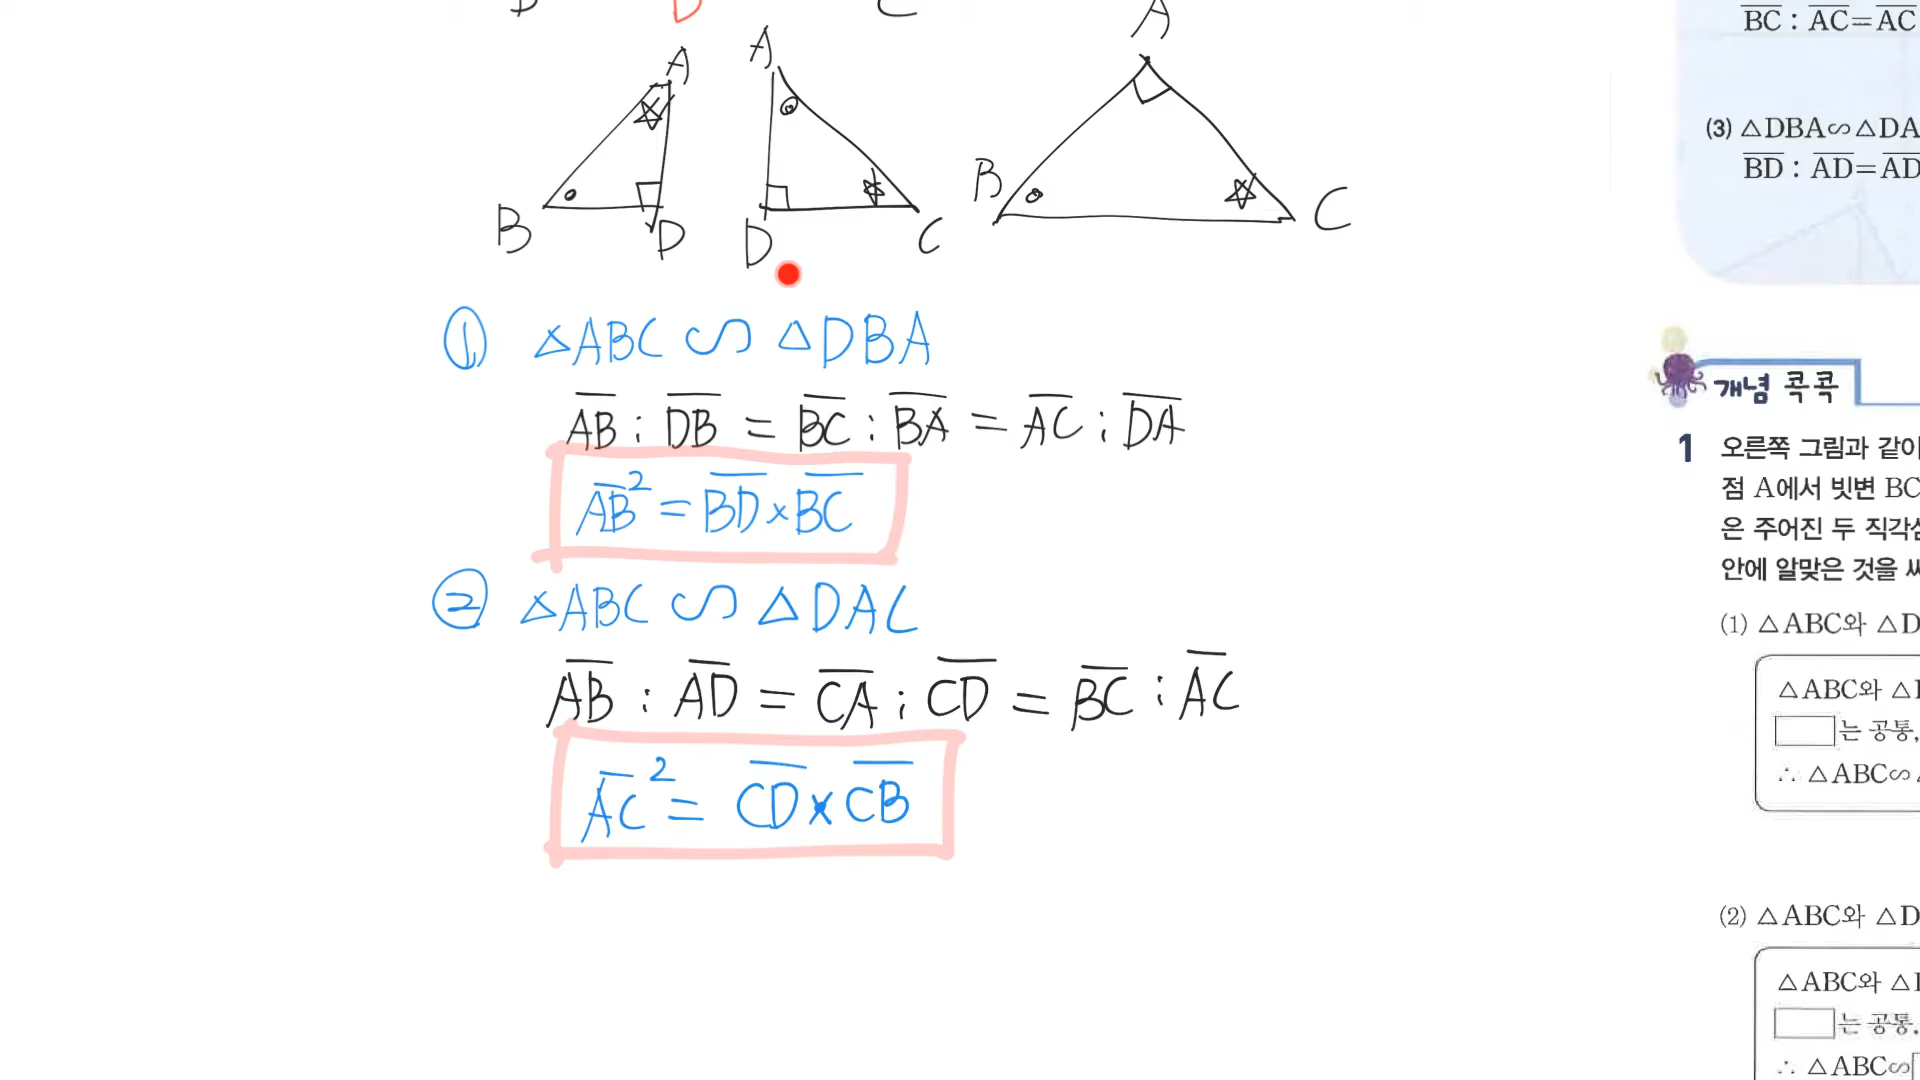 B D C
A A A
B D D C B C
① △ABC ∽ △DBA
AB : DB = BC : BA = AC : DA
AB² = BD × BC
② △ABC ∽ △DAC
AB : AD = CA : CD = BC : AC
AC² = CD × CB
BC : AC=AC
(3) △DBA∽△DA
BD : AD=AD
개념 콕콕
1 오른쪽 그림과 같이
점 A에서 빗변 BC
은 주어진 두 직각삼
안에 알맞은 것을 써
(1) △ABC와 △D
△ABC와 △D
는 공통,
∴ △ABC∽
(2) △ABC와 △D
△ABC와 △D
는 공통,
∴ △ABC∽